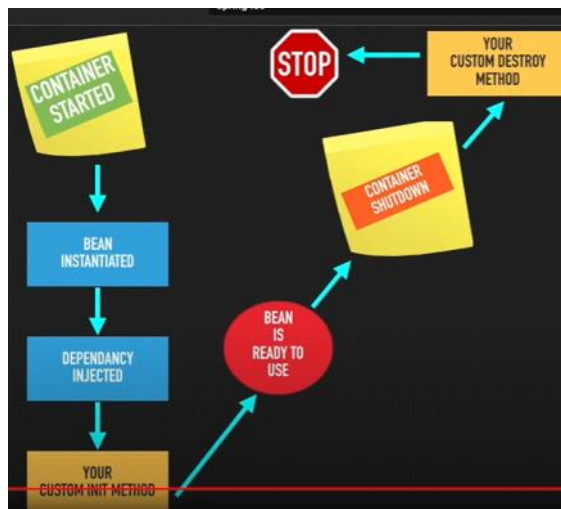 CONTAINER
STARTED
BEAN
INSTANTIATED
DEPENDANCY
INJECTED
YOUR
CUSTOM INIT METHOD
BEAN
IS
READY TO
USE
CONTAINER
SHUTDOWN
YOUR
CUSTOM DESTROY
METHOD
STOP